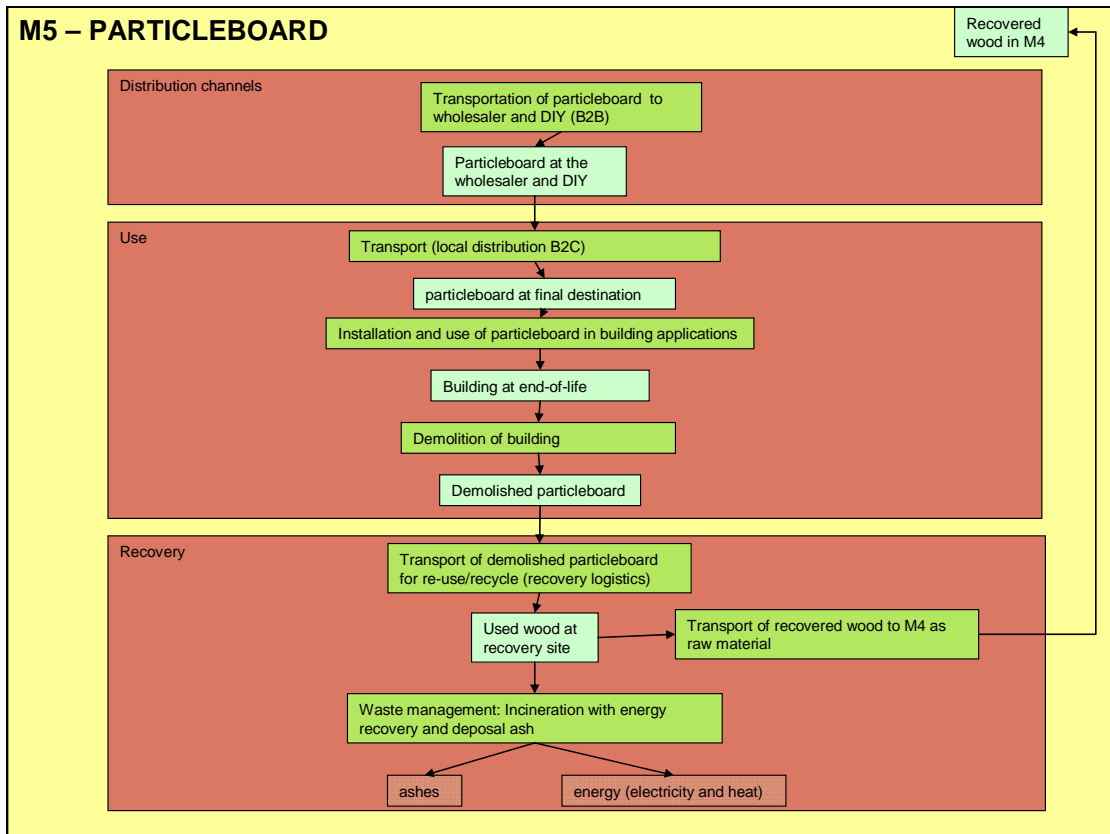 M5 – PARTICLEBOARD
Recovered
wood in M4
Distribution channels
Transportation of particleboard to
wholesaler and DIY (B2B)
Particleboard at the
wholesaler and DIY
Use
Transport (local distribution B2C)
particleboard at final destination
Installation and use of particleboard in building applications
Building at end-of-life
Demolition of building
Demolished particleboard
Recovery
Transport of demolished particleboard
for re-use/recycle (recovery logistics)
Used wood at
recovery site
Transport of recovered wood to M4 as
raw material
Waste management: Incineration with energy
recovery and deposal ash
ashes
energy (electricity and heat)